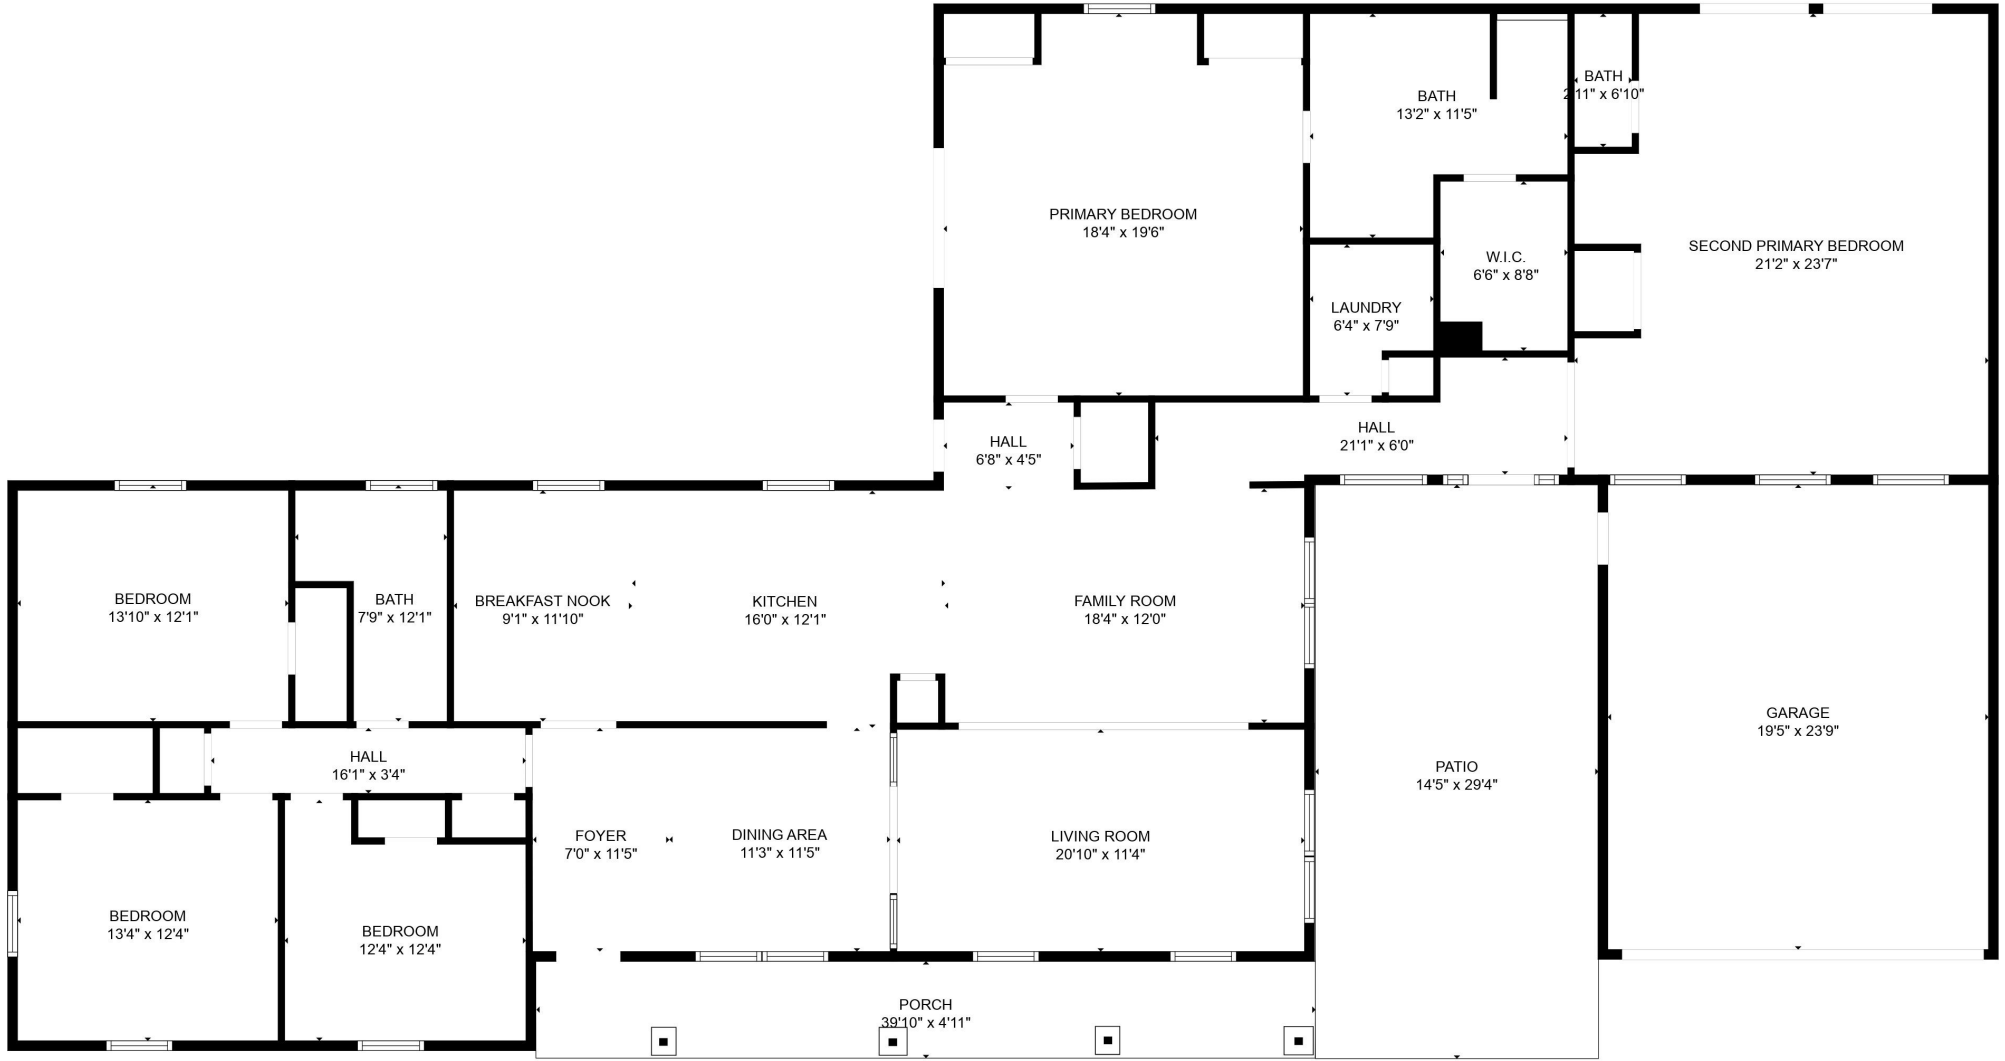 BATH
2'11" x 6'10"
BATH
13'2" x 11'5"
PRIMARY BEDROOM
18'4" x 19'6"
SECOND PRIMARY BEDROOM
21'2" x 23'7"
W.I.C.
6'6" x 8'8"
LAUNDRY
6'4" x 7'9"
HALL
21'1" x 6'0"
HALL
6'8" x 4'5"
BEDROOM
13'10" x 12'1"
BATH
7'9" x 12'1"
BREAKFAST NOOK
9'1" x 11'10"
KITCHEN
16'0" x 12'1"
FAMILY ROOM
18'4" x 12'0"
GARAGE
19'5" x 23'9"
HALL
16'1" x 3'4"
PATIO
14'5" x 29'4"
FOYER
7'0" x 11'5"
DINING AREA
11'3" x 11'5"
LIVING ROOM
20'10" x 11'4"
BEDROOM
13'4" x 12'4"
BEDROOM
12'4" x 12'4"
PORCH
39'10" x 4'11"